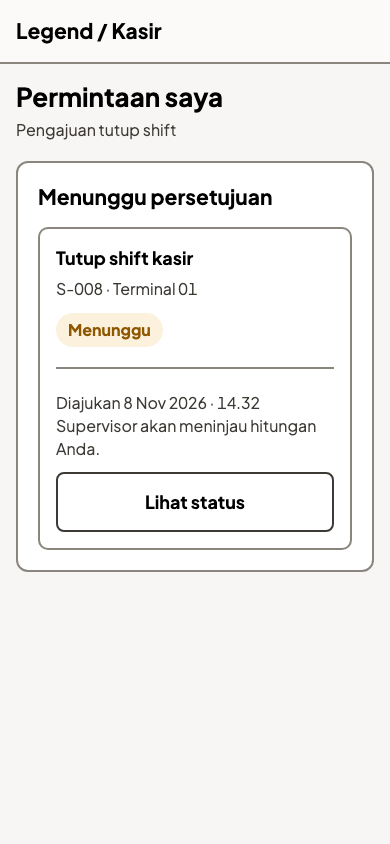 Legend / Kasir
Permintaan saya
Pengajuan tutup shift
Menunggu persetujuan
Tutup shift kasir
S-008 · Terminal 01
Menunggu
Diajukan 8 Nov 2026 · 14.32
Supervisor akan meninjau hitungan
Anda.
Lihat status